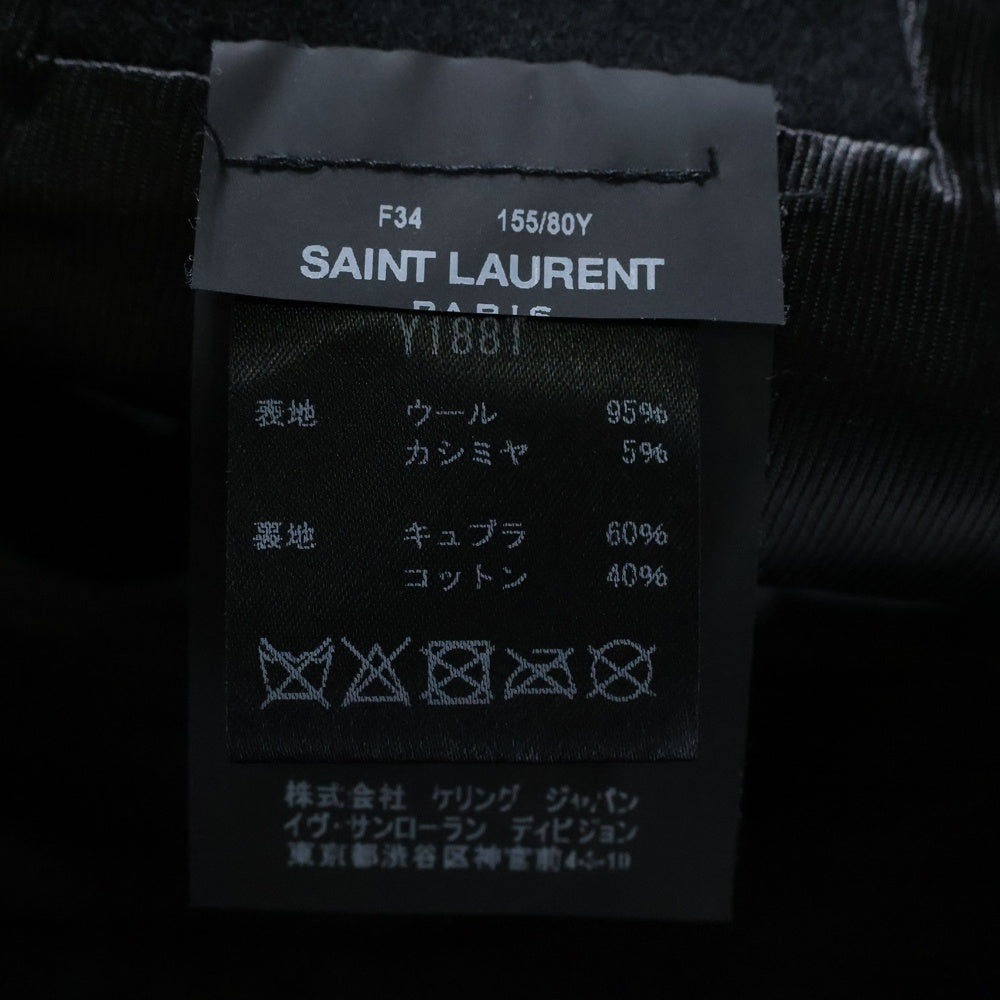 F34 155/80Y
SAINT LAURENT
PARIS
Y1881
表地 ウール 95%
カシミヤ 5%
裏地 キュプラ 60%
コットン 40%
株式会社 ケリング ジャパン
イヴ・サンローラン ディビジョン
東京都渋谷区神宮前